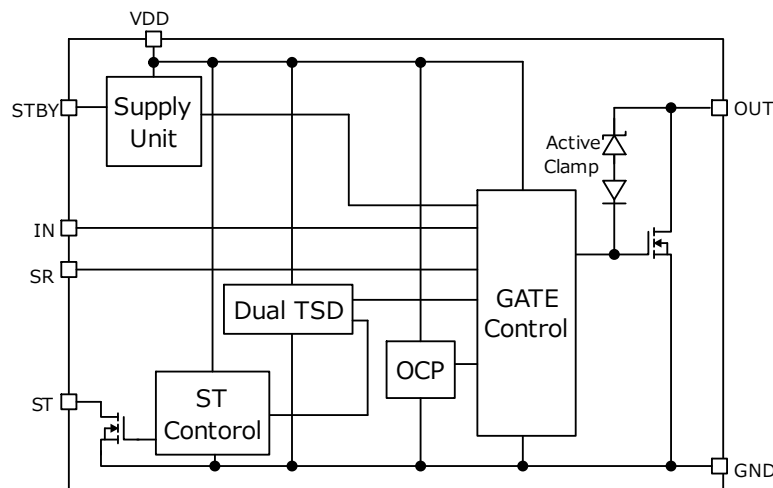 VDD
STBY
Supply
Unit
OUT
Active
Clamp
IN
SR
Dual TSD
GATE
Control
OCP
ST
ST
Contorol
GND